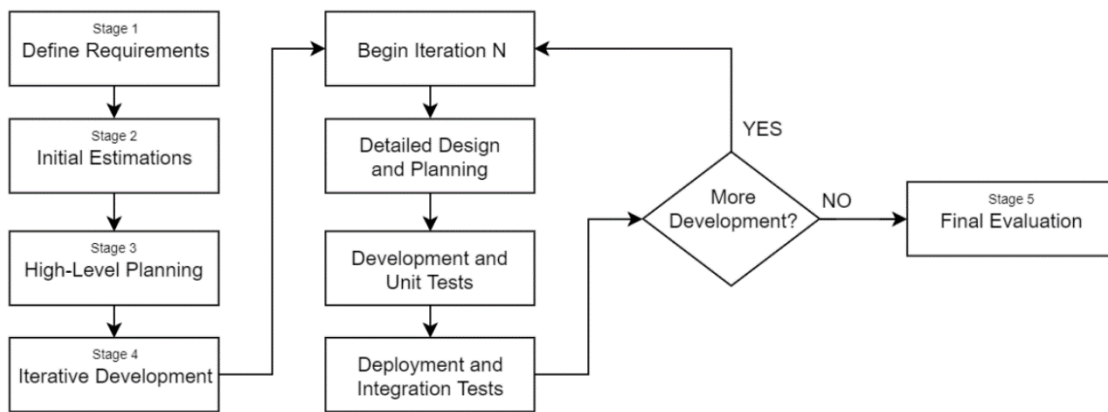 Stage 1
Define Requirements
Stage 2
Initial Estimations
Stage 3
High-Level Planning
Stage 4
Iterative Development
Begin Iteration N
Detailed Design
and Planning
Development and
Unit Tests
Deployment and
Integration Tests
More
Development?
YES
NO
Stage 5
Final Evaluation